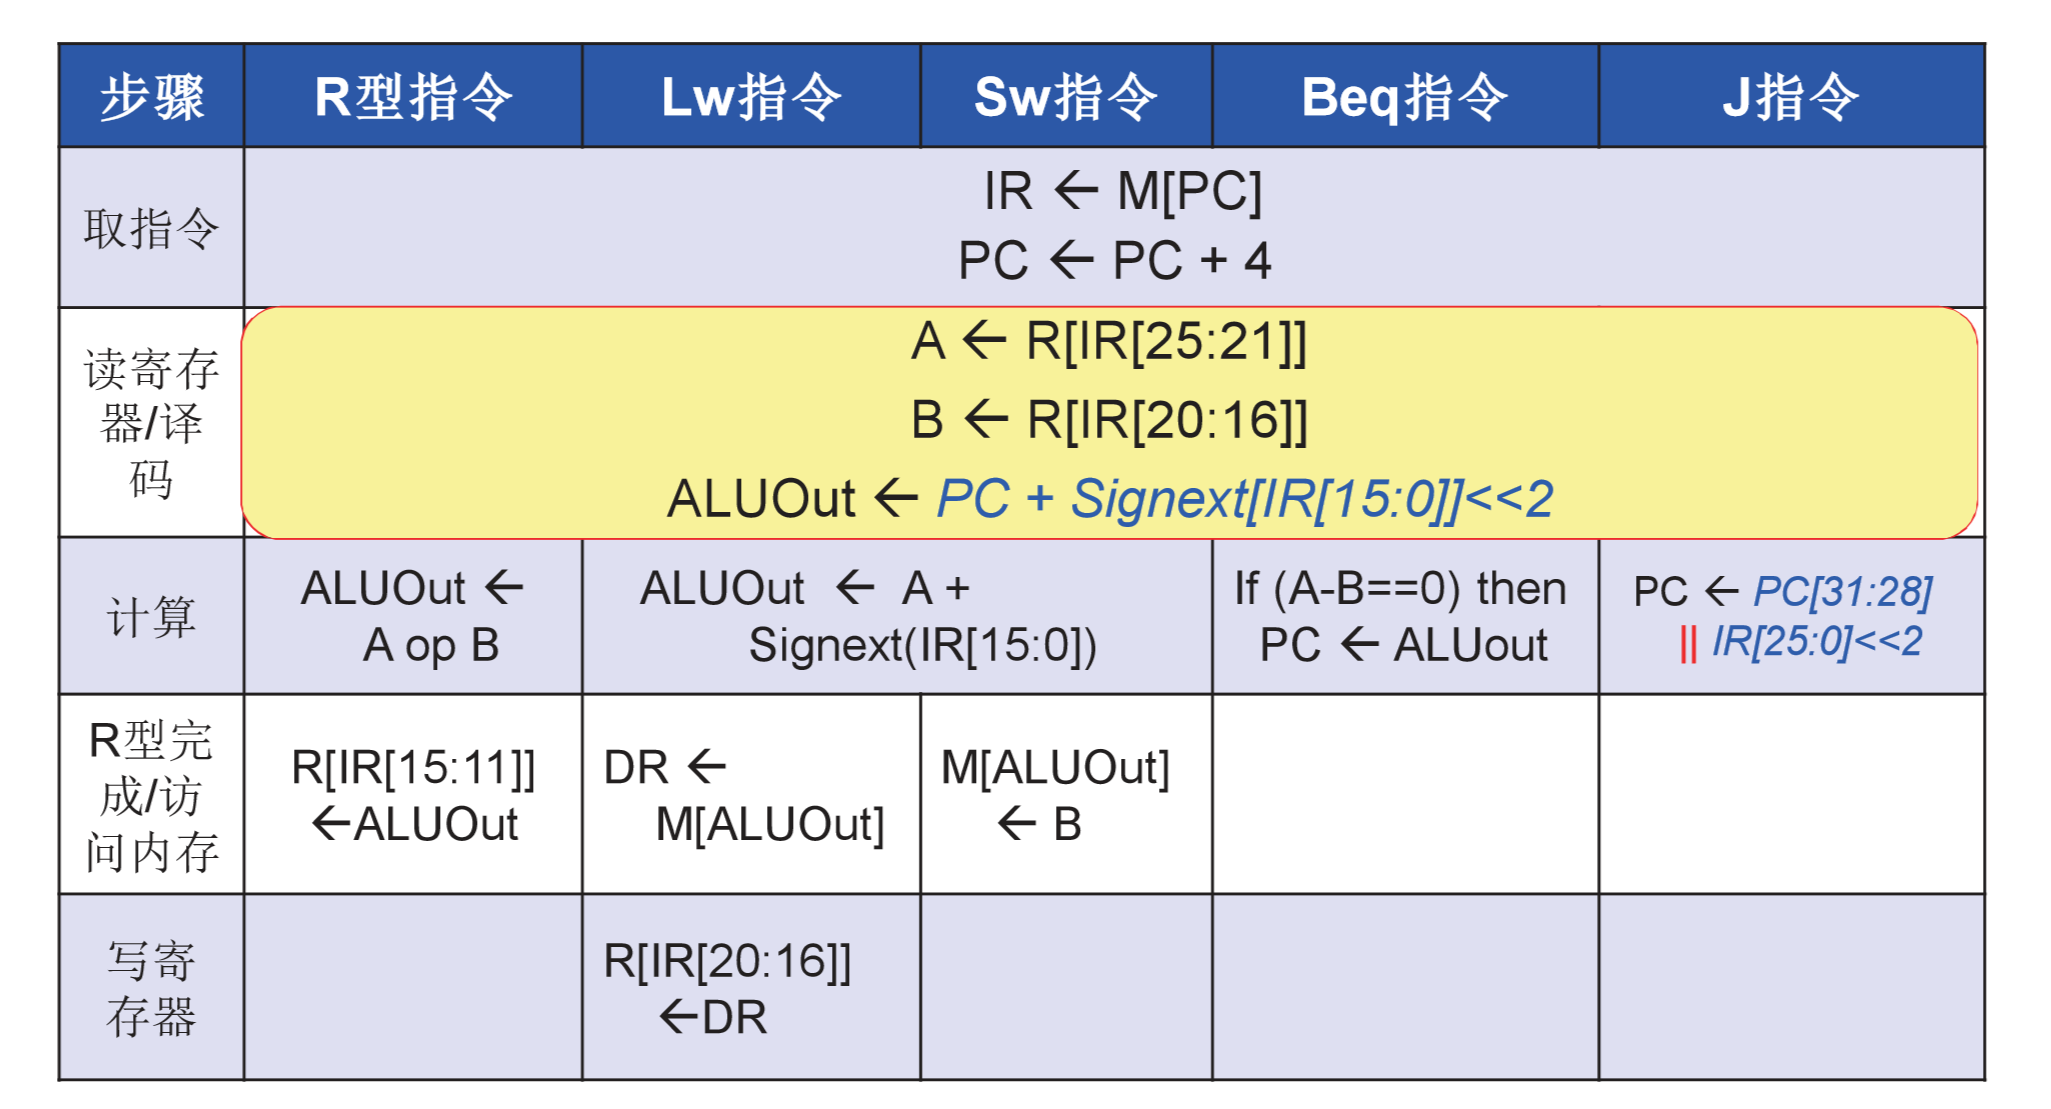 步骤
R型指令
Lw指令
Sw指令
Beq指令
J指令
取指令
IR ← M[PC]
PC ← PC + 4
读寄存
器/译
码
A ← R[IR[25:21]]
B ← R[IR[20:16]]
ALUOut ← PC + Signext[IR[15:0]]<<2
计算
ALUOut ←
A op B
ALUOut ← A +
Signext(IR[15:0])
If (A-B==0) then
PC ← ALUout
PC ← PC[31:28]
|| IR[25:0]<<2
R型完
成/访
问内存
R[IR[15:11]]
←ALUOut
DR ←
M[ALUOut]
M[ALUOut]
← B
写寄
存器
R[IR[20:16]]
←DR